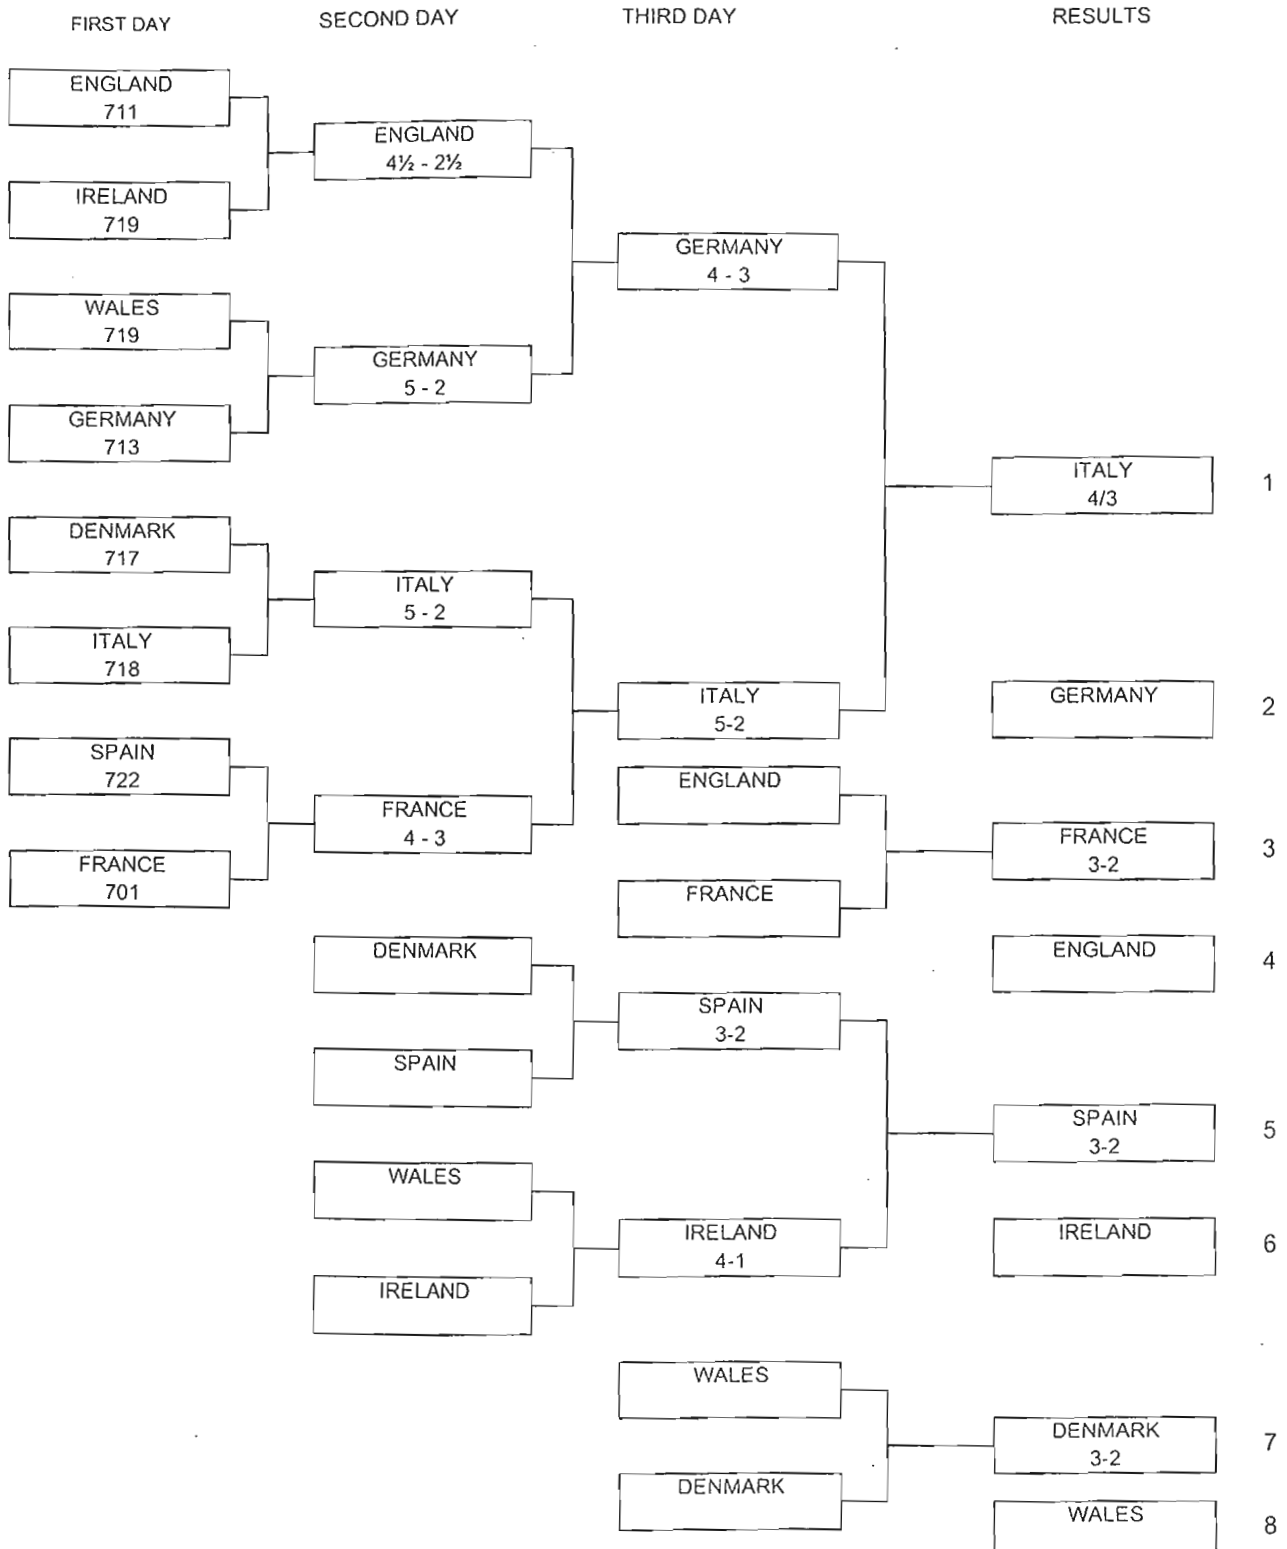 FIRST DAY
SECOND DAY
THIRD DAY
RESULTS
ENGLAND
711
IRELAND
719
WALES
719
GERMANY
713
DENMARK
717
ITALY
718
SPAIN
722
FRANCE
701
ENGLAND
4½ - 2½
GERMANY
5 - 2
ITALY
5 - 2
FRANCE
4 - 3
DENMARK
SPAIN
WALES
IRELAND
GERMANY
4 - 3
ITALY
5-2
ENGLAND
FRANCE
SPAIN
3-2
IRELAND
4-1
WALES
DENMARK
ITALY
4/3
1
GERMANY
2
FRANCE
3-2
3
ENGLAND
4
SPAIN
3-2
5
IRELAND
6
DENMARK
3-2
7
WALES
8